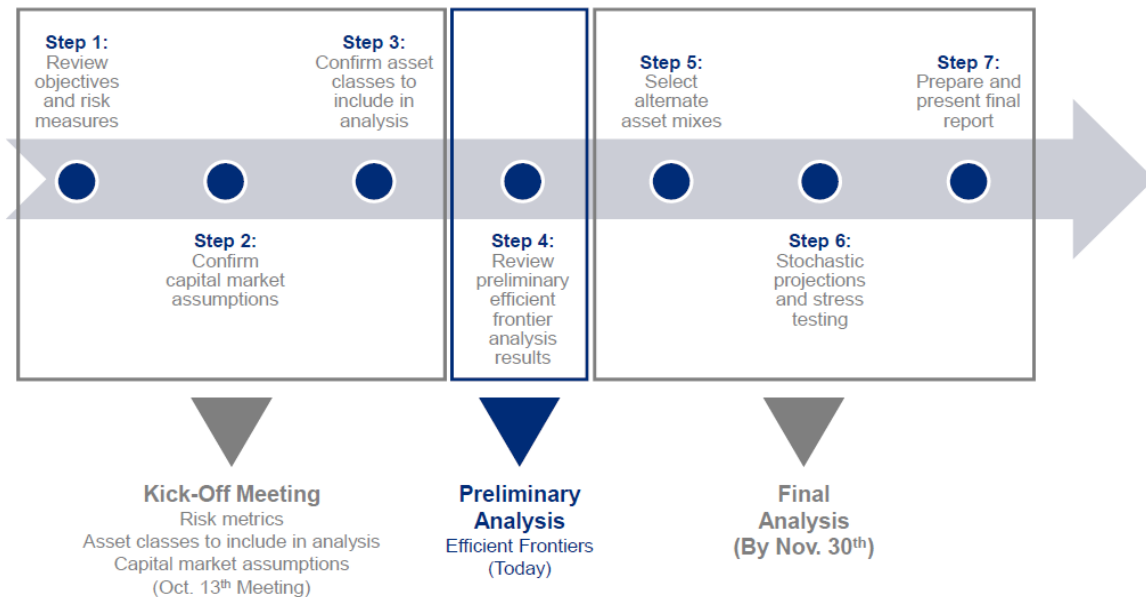 Step 1:
Review
objectives
and risk
measures
Step 2:
Confirm
capital market
assumptions
Step 3:
Confirm asset
classes to
include in
analysis
Step 4:
Review
preliminary
efficient
frontier
analysis
results
Step 5:
Select
alternate
asset mixes
Step 6:
Stochastic
projections
and stress
testing
Step 7:
Prepare and
present final
report
Kick-Off Meeting
Risk metrics
Asset classes to include in analysis
Capital market assumptions
(Oct. 13th Meeting)
Preliminary
Analysis
Efficient Frontiers
(Today)
Final
Analysis
(By Nov. 30th)